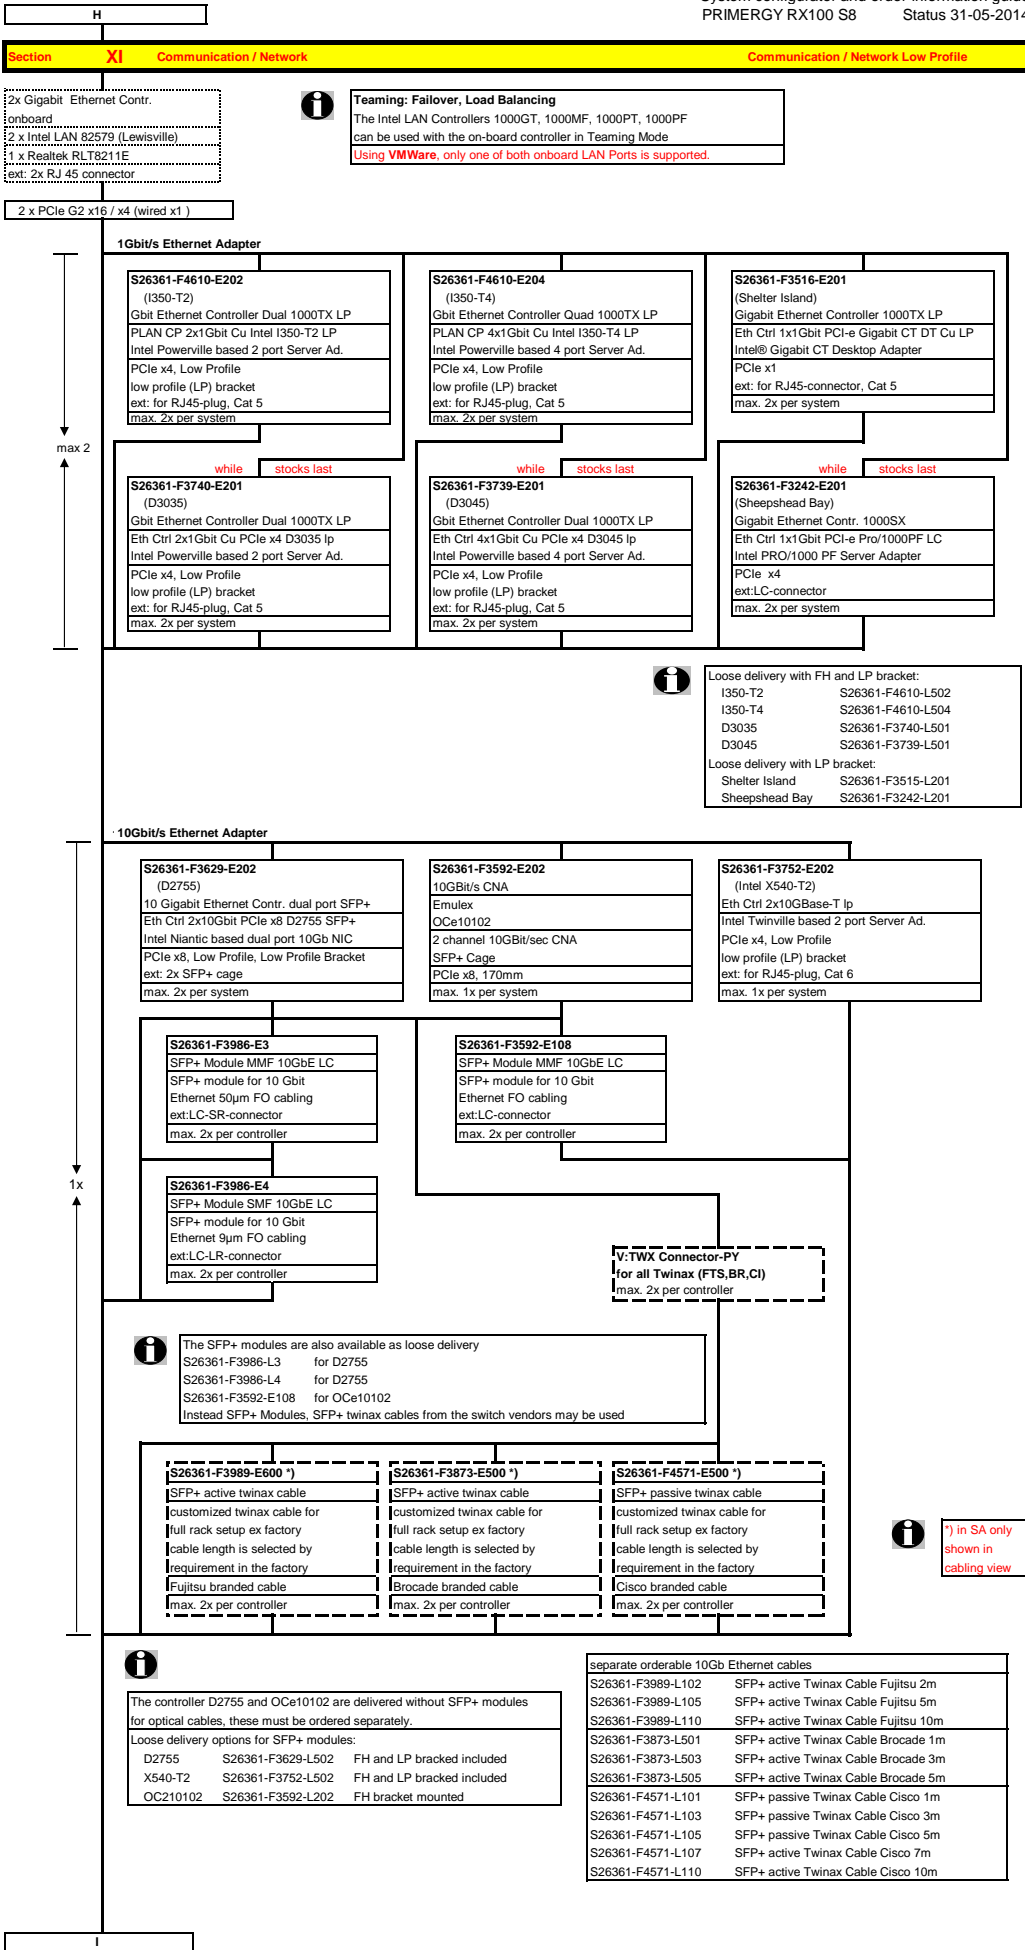 H
PRIMERGY RX100 S8 Status 31-05-2014
Section XI Communication / Network Communication / Network Low Profile
2x Gigabit Ethernet Contr.
onboard
2 x Intel LAN 82579 (Lewisville)
1 x Realtek RLT8211E
ext: 2x RJ 45 connector
Teaming: Failover, Load Balancing
The Intel LAN Controllers 1000GT, 1000MF, 1000PT, 1000PF
can be used with the on-board controller in Teaming Mode
Using VMWare, only one of both onboard LAN Ports is supported.
2 x PCIe G2 x16 / x4 (wired x1 )
1Gbit/s Ethernet Adapter
S26361-F4610-E202
(I350-T2)
Gbit Ethernet Controller Dual 1000TX LP
PLAN CP 2x1Gbit Cu Intel I350-T2 LP
Intel Powerville based 2 port Server Ad.
PCIe x4, Low Profile
low profile (LP) bracket
ext: for RJ45-plug, Cat 5
max. 2x per system
S26361-F4610-E204
(I350-T4)
Gbit Ethernet Controller Quad 1000TX LP
PLAN CP 4x1Gbit Cu Intel I350-T4 LP
Intel Powerville based 4 port Server Ad.
PCIe x4, Low Profile
low profile (LP) bracket
ext: for RJ45-plug, Cat 5
max. 2x per system
S26361-F3516-E201
(Shelter Island)
Gigabit Ethernet Controller 1000TX LP
Eth Ctrl 1x1Gbit PCI-e Gigabit CT DT Cu LP
Intel® Gigabit CT Desktop Adapter
PCIe x1
ext: for RJ45-connector, Cat 5
max. 2x per system
max 2
while stocks last
S26361-F3740-E201
(D3035)
Gbit Ethernet Controller Dual 1000TX LP
Eth Ctrl 2x1Gbit Cu PCIe x4 D3035 lp
Intel Powerville based 2 port Server Ad.
PCIe x4, Low Profile
low profile (LP) bracket
ext: for RJ45-plug, Cat 5
max. 2x per system
while stocks last
S26361-F3739-E201
(D3045)
Gbit Ethernet Controller Dual 1000TX LP
Eth Ctrl 4x1Gbit Cu PCIe x4 D3045 lp
Intel Powerville based 4 port Server Ad.
PCIe x4, Low Profile
low profile (LP) bracket
ext: for RJ45-plug, Cat 5
max. 2x per system
while stocks last
S26361-F3242-E201
(Sheepshead Bay)
Gigabit Ethernet Contr. 1000SX
Eth Ctrl 1x1Gbit PCI-e Pro/1000PF LC
Intel PRO/1000 PF Server Adapter
PCIe x4
ext:LC-connector
max. 2x per system
Loose delivery with FH and LP bracket:
I350-T2 S26361-F4610-L502
I350-T4 S26361-F4610-L504
D3035 S26361-F3740-L501
D3045 S26361-F3739-L501
Loose delivery with LP bracket:
Shelter Island S26361-F3515-L201
Sheepshead Bay S26361-F3242-L201
10Gbit/s Ethernet Adapter
S26361-F3629-E202
(D2755)
10 Gigabit Ethernet Contr. dual port SFP+
Eth Ctrl 2x10Gbit PCIe x8 D2755 SFP+
Intel Niantic based dual port 10Gb NIC
PCIe x8, Low Profile, Low Profile Bracket
ext: 2x SFP+ cage
max. 2x per system
S26361-F3592-E202
10GBit/s CNA
Emulex
OCe10102
2 channel 10GBit/sec CNA
SFP+ Cage
PCIe x8, 170mm
max. 1x per system
S26361-F3752-E202
(Intel X540-T2)
Eth Ctrl 2x10GBase-T lp
Intel Twinville based 2 port Server Ad.
PCIe x4, Low Profile
low profile (LP) bracket
ext: for RJ45-plug, Cat 6
max. 1x per system
S26361-F3986-E3
SFP+ Module MMF 10GbE LC
SFP+ module for 10 Gbit
Ethernet 50µm FO cabling
ext:LC-SR-connector
max. 2x per controller
S26361-F3592-E108
SFP+ Module MMF 10GbE LC
SFP+ module for 10 Gbit
Ethernet FO cabling
ext:LC-connector
max. 2x per controller
1x
S26361-F3986-E4
SFP+ Module SMF 10GbE LC
SFP+ module for 10 Gbit
Ethernet 9µm FO cabling
ext:LC-LR-connector
max. 2x per controller
V:TWX Connector-PY
for all Twinax (FTS,BR,CI)
max. 2x per controller
The SFP+ modules are also available as loose delivery
S26361-F3986-L3 for D2755
S26361-F3986-L4 for D2755
S26361-F3592-E108 for OCe10102
Instead SFP+ Modules, SFP+ twinax cables from the switch vendors may be used
S26361-F3989-E600 *)
SFP+ active twinax cable
customized twinax cable for
full rack setup ex factory
cable length is selected by
requirement in the factory
Fujitsu branded cable
max. 2x per controller
S26361-F3873-E500 *)
SFP+ active twinax cable
customized twinax cable for
full rack setup ex factory
cable length is selected by
requirement in the factory
Brocade branded cable
max. 2x per controller
S26361-F4571-E500 *)
SFP+ passive twinax cable
customized twinax cable for
full rack setup ex factory
cable length is selected by
requirement in the factory
Cisco branded cable
max. 2x per controller
*) in SA only
shown in
cabling view
The controller D2755 and OCe10102 are delivered without SFP+ modules
for optical cables, these must be ordered separately.
Loose delivery options for SFP+ modules:
D2755 S26361-F3629-L502 FH and LP bracked included
X540-T2 S26361-F3752-L502 FH and LP bracked included
OC210102 S26361-F3592-L202 FH bracket mounted
separate orderable 10Gb Ethernet cables
S26361-F3989-L102 SFP+ active Twinax Cable Fujitsu 2m
S26361-F3989-L105 SFP+ active Twinax Cable Fujitsu 5m
S26361-F3989-L110 SFP+ active Twinax Cable Fujitsu 10m
S26361-F3873-L501 SFP+ active Twinax Cable Brocade 1m
S26361-F3873-L503 SFP+ active Twinax Cable Brocade 3m
S26361-F3873-L505 SFP+ active Twinax Cable Brocade 5m
S26361-F4571-L101 SFP+ passive Twinax Cable Cisco 1m
S26361-F4571-L103 SFP+ passive Twinax Cable Cisco 3m
S26361-F4571-L105 SFP+ passive Twinax Cable Cisco 5m
S26361-F4571-L107 SFP+ active Twinax Cable Cisco 7m
S26361-F4571-L110 SFP+ active Twinax Cable Cisco 10m
I